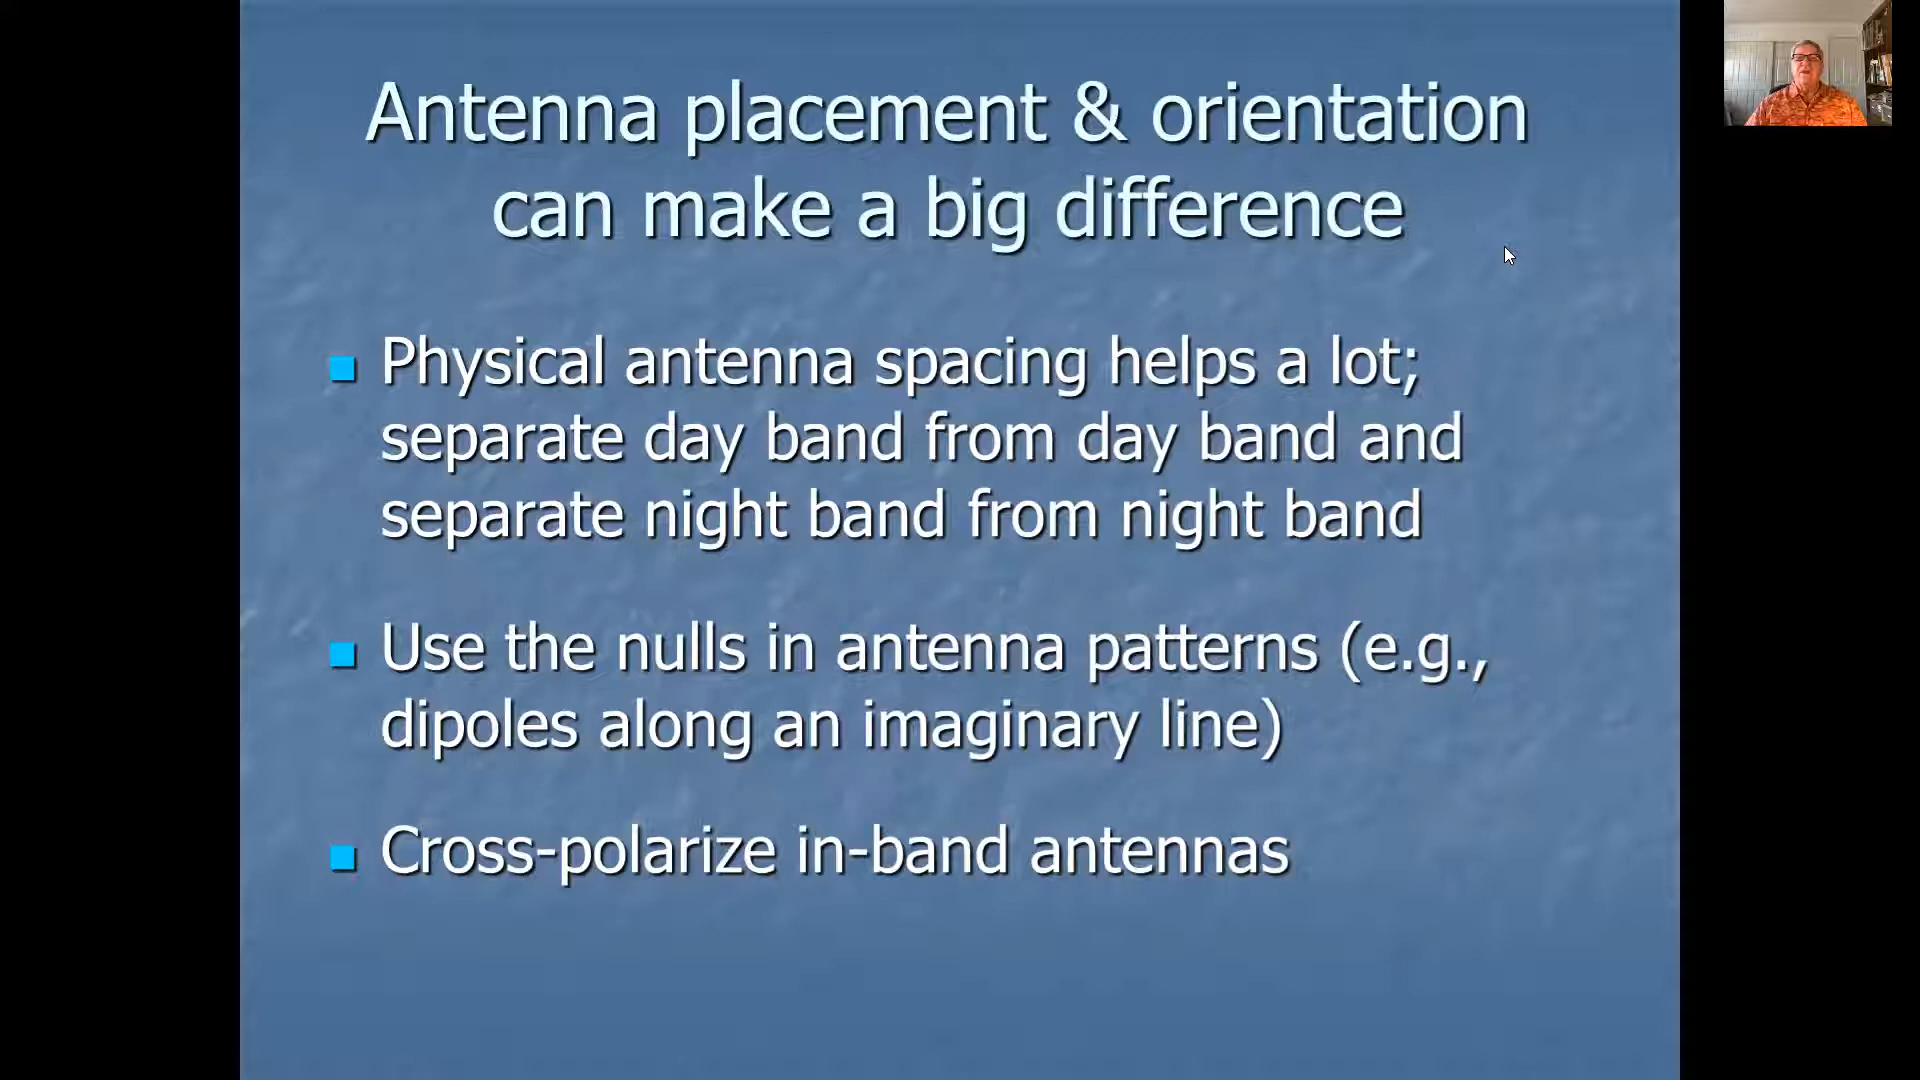 Antenna placement & orientation
can make a big difference
Physical antenna spacing helps a lot;
separate day band from day band and
separate night band from night band
Use the nulls in antenna patterns (e.g.,
dipoles along an imaginary line)
Cross-polarize in-band antennas